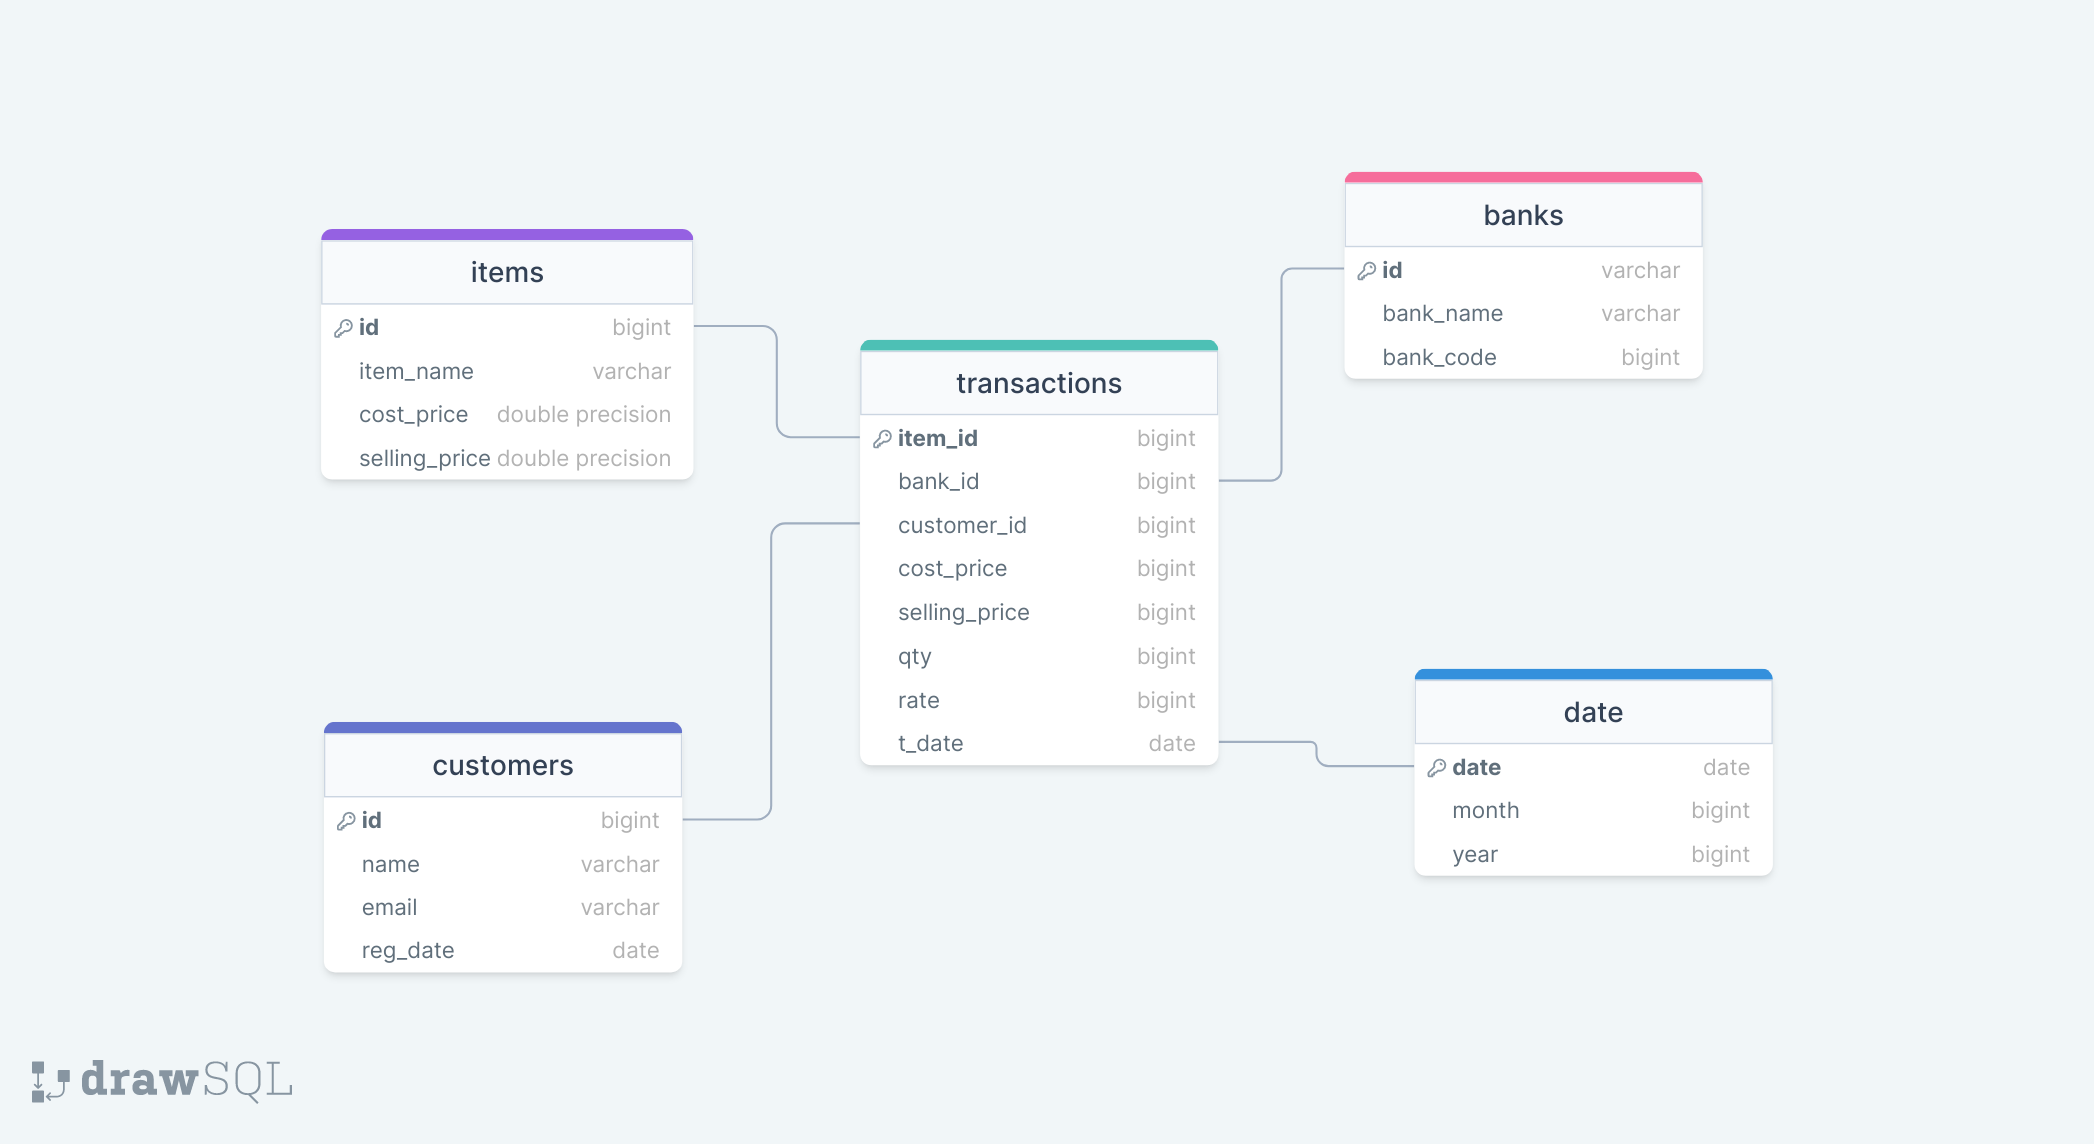 items
id bigint
item_name varchar
cost_price double precision
selling_price double precision
customers
id bigint
name varchar
email varchar
reg_date date
transactions
item_id bigint
bank_id bigint
customer_id bigint
cost_price bigint
selling_price bigint
qty bigint
rate bigint
t_date date
banks
id varchar
bank_name varchar
bank_code bigint
date
date date
month bigint
year bigint
drawSQL